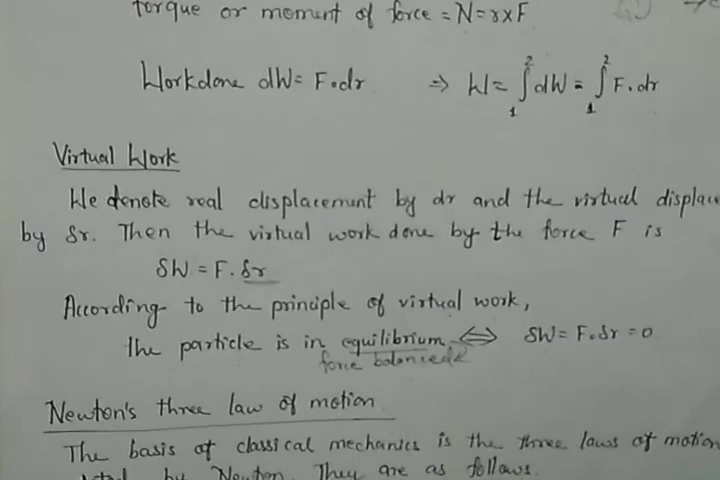 torque or moment of force = N = r x F
Workdone dW = F.dr ⇒ W = ∫₁² dW = ∫₁² F.dr
Virtual Work
We denote real displacement by dr and the virtual displace
by δr. Then the virtual work done by the force F is
δW = F.δr
According to the principle of virtual work,
the particle is in equilibrium ⇔ δW = F.δr = 0
force balanced
Newton's three law of motion
The basis of classical mechanics is the three laws of motion
by Newton. They are as follows.